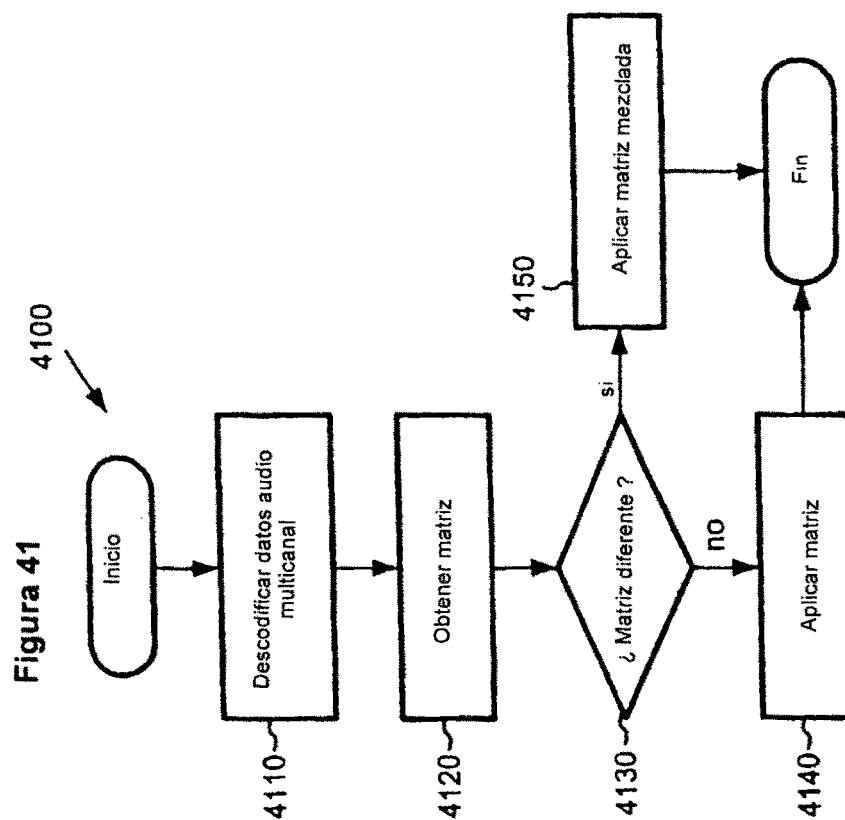 Figura 41
4100
Inicio
Descodificar datos audio
multicanal
4110
Obtener matriz
4120
¿ Matriz diferente ?
4130
si
no
Aplicar matriz mezclada
4150
Aplicar matriz
4140
Fin